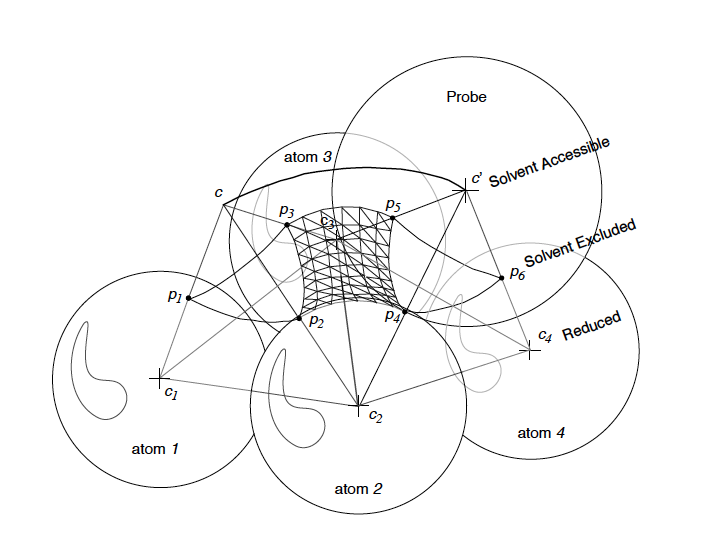 Probe
Solvent Accessible
atom 3
c'
c
p3
c3
p5
Solvent Excluded
p6
p1
p2
p4
c4
Reduced
c1
c2
atom 1
atom 4
atom 2